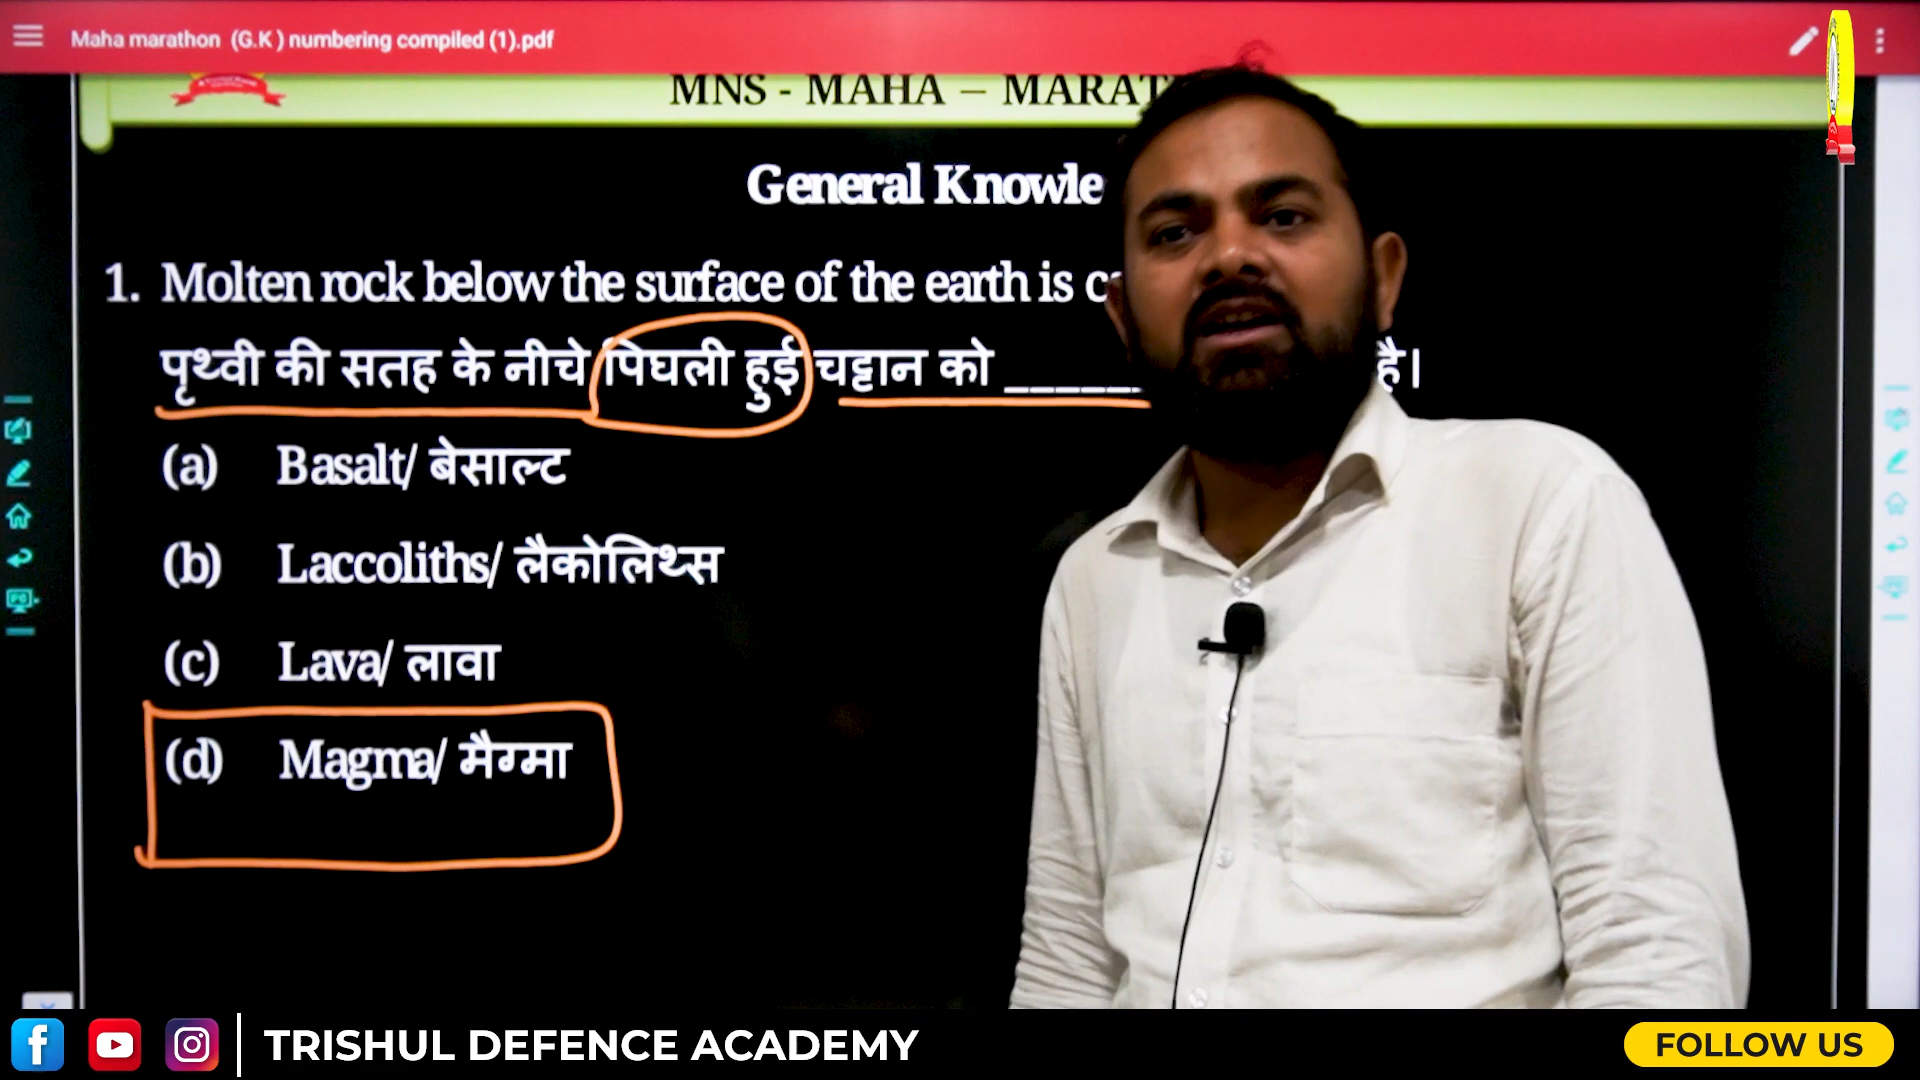 Maha marathon (G.K ) numbering compiled (1).pdf
MNS - MAHA – MARAT
General Knowle
1. Molten rock below the surface of the earth is c
पृथ्वी की सतह के नीचे पिघली हुई चट्टान को ______ है।
(a) Basalt/ बेसाल्ट
(b) Laccoliths/ लैकोलिथ्स
(c) Lava/ लावा
(d) Magma/ मैग्मा
TRISHUL DEFENCE ACADEMY
FOLLOW US